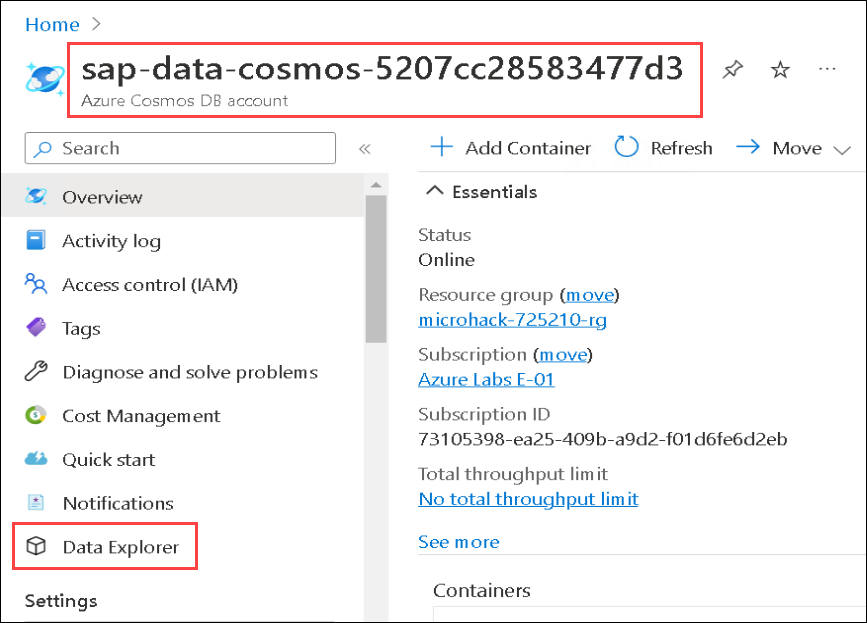 Home
sap-data-cosmos-5207cc28583477d3
Azure Cosmos DB account
Search
Add Container
Refresh
Move
Overview
Activity log
Access control (IAM)
Tags
Diagnose and solve problems
Cost Management
Quick start
Notifications
Data Explorer
Settings
Essentials
Status
Online
Resource group (move)
microhack-725210-rg
Subscription (move)
Azure Labs E-01
Subscription ID
73105398-ea25-409b-a9d2-f01d6fe6d2eb
Total throughput limit
No total throughput limit
See more
Containers